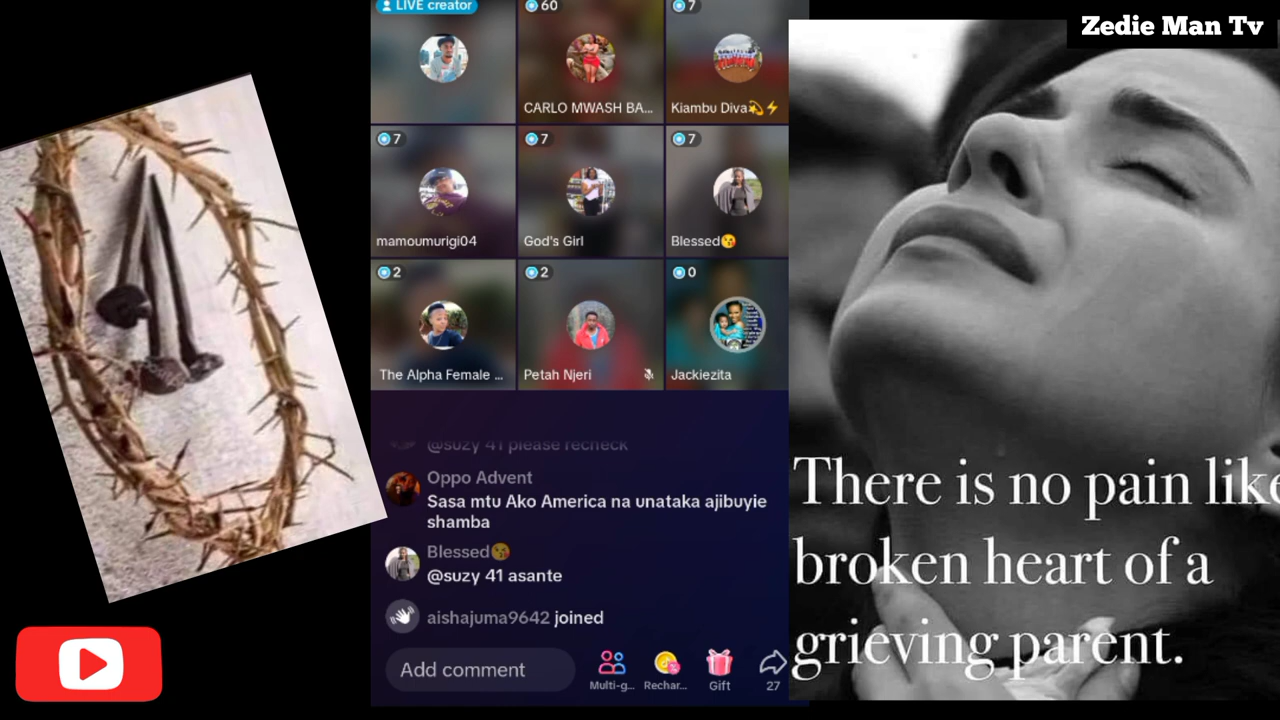 Zedie Man Tv
LIVE creator
60
7
CARLO MWASH BA...
Kiambu Diva💫⚡
7
7
7
mamoumurigi04
God's Girl
Blessed😘
2
2
0
The Alpha Female ...
Petah Njeri
Jackiezita
@suzy 41 please recheck
Oppo Advent
Sasa mtu Ako America na unataka ajibuyie
shamba
Blessed😘
@suzy 41 asante
aishajuma9642 joined
Add comment
Multi-g...
Rechar...
Gift
27
There is no pain like
broken heart of a
grieving parent.